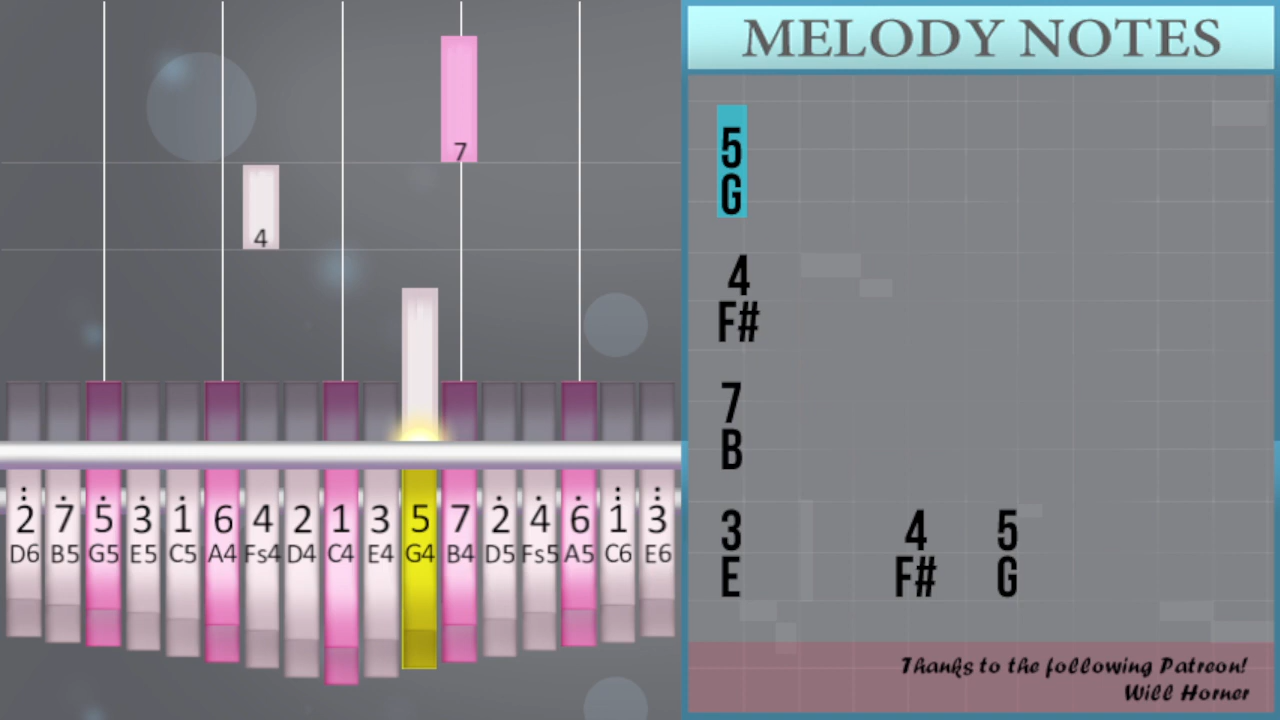 7
4
2 7 5 3 1 6 4 2 1 3 5 7 2 4 6 1 3
D6 B5 G5 E5 C5 A4 Fs4 D4 C4 E4 G4 B4 D5 Fs5 A5 C6 E6
MELODY NOTES
5
G
4
F#
7
B
3 4 5
E F# G
Thanks to the following Patreon!
Will Horner